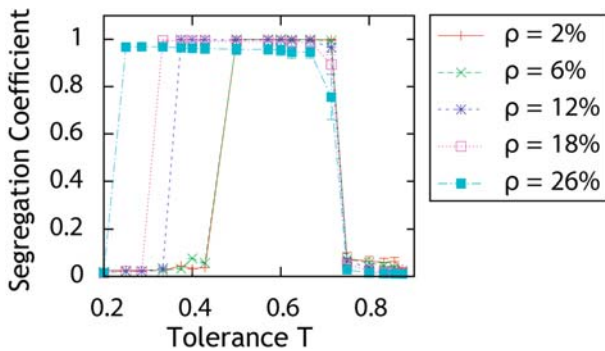 Segregation Coefficient
1
0.8
0.6
0.4
0.2
0
0.2 0.4 0.6 0.8
Tolerance T
ρ = 2%
ρ = 6%
ρ = 12%
ρ = 18%
ρ = 26%